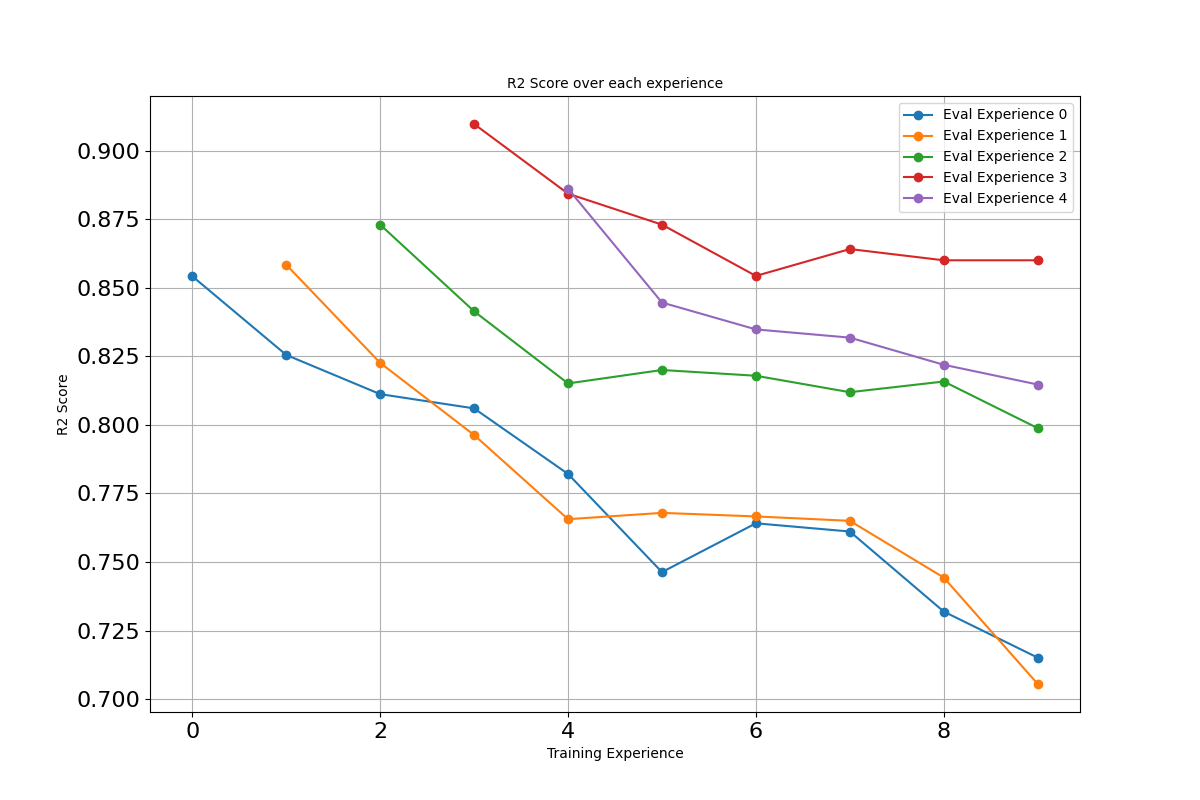 R2 Score over each experience
Eval Experience 0
Eval Experience 1
Eval Experience 2
Eval Experience 3
Eval Experience 4
R2 Score
0.900
0.875
0.850
0.825
0.800
0.775
0.750
0.725
0.700
0 2 4 6 8
Training Experience